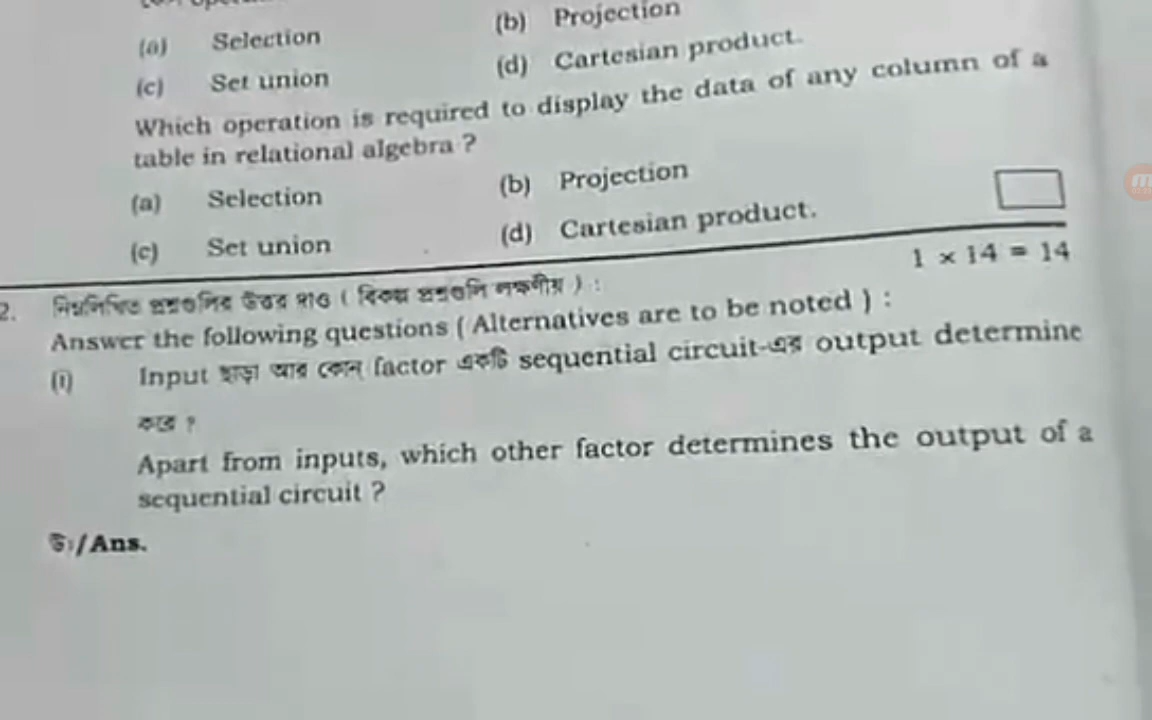 (a) Selection (b) Projection
(c) Set union (d) Cartesian product.
Which operation is required to display the data of any column of a
table in relational algebra ?
(a) Selection (b) Projection
(c) Set union (d) Cartesian product.
2. নিম্নলিখিত প্রশ্নগুলির উত্তর দাও ( বিকল্প প্রশ্নগুলি লক্ষণীয় ) : 1 × 14 = 14
Answer the following questions ( Alternatives are to be noted ) :
(i) Input ছাড়া আর কোন্ factor একটি sequential circuit-এর output determine
করে ?
Apart from inputs, which other factor determines the output of a
sequential circuit ?
উঃ/Ans.